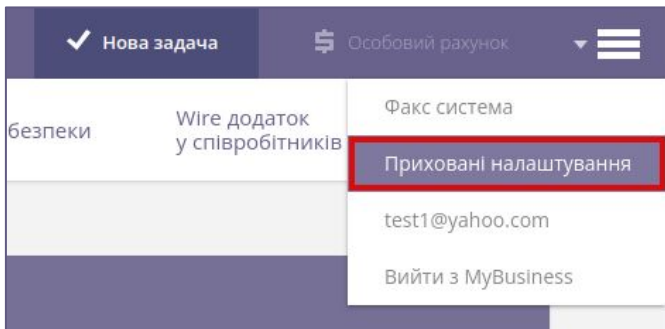 Нова задача
Особовий рахунок
безпеки
Wire додаток
у співробітників
Факс система
Приховані налаштування
test1@yahoo.com
Вийти з MyBusiness